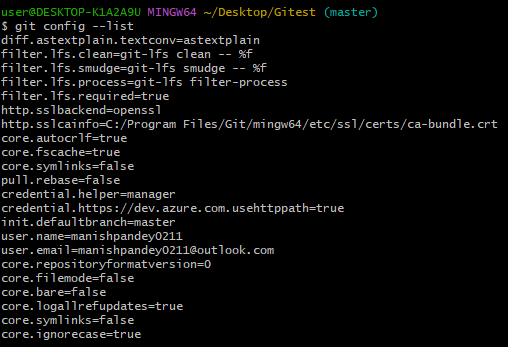 user@DESKTOP-K1A2A9U MINGW64 ~/Desktop/Gitest (master)
$ git config --list
diff.astextplain.textconv=astextplain
filter.lfs.clean=git-lfs clean -- %f
filter.lfs.smudge=git-lfs smudge -- %f
filter.lfs.process=git-lfs filter-process
filter.lfs.required=true
http.sslbackend=openssl
http.sslcainfo=C:/Program Files/Git/mingw64/etc/ssl/certs/ca-bundle.crt
core.autocrlf=true
core.fscache=true
core.symlinks=false
pull.rebase=false
credential.helper=manager
credential.https://dev.azure.com.usehttppath=true
init.defaultbranch=master
user.name=manishpandey0211
user.email=manishpandey0211@outlook.com
core.repositoryformatversion=0
core.filemode=false
core.bare=false
core.logallrefupdates=true
core.symlinks=false
core.ignorecase=true